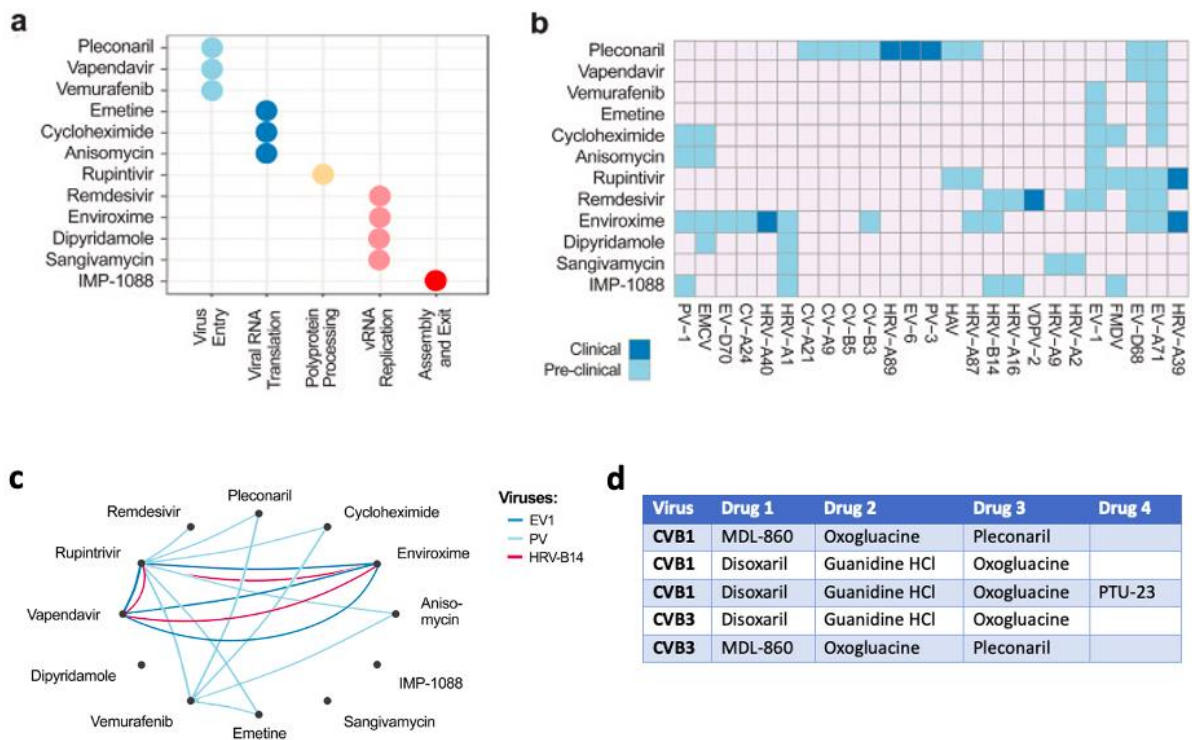 a
Pleconaril
Vapendavir
Vemurafenib
Emetine
Cycloheximide
Anisomycin
Rupintivir
Remdesivir
Enviroxime
Dipyridamole
Sangivamycin
IMP-1088
Virus
Entry
Viral RNA
Translation
Polyprotein
Processing
vRNA
Replication
Assembly
and Exit
b
Pleconaril
Vapendavir
Vemurafenib
Emetine
Cycloheximide
Anisomycin
Rupintivir
Remdesivir
Enviroxime
Dipyridamole
Sangivamycin
IMP-1088
PV-1
EMCV
EV-D70
CV-A24
HRV-A40
HRV-A1
CV-A21
CV-A9
CV-B5
CV-B3
HRV-A89
EV-6
PV-3
HAV
HRV-A87
HRV-B14
HRV-A16
VDPV-2
HRV-A9
HRV-A2
EV-1
FMDV
EV-D68
EV-A71
HRV-A39
Clinical
Pre-clinical
c
Pleconaril
Remdesivir
Cycloheximide
Rupintrivir
Enviroxime
Vapendavir
Aniso-
mycin
Dipyridamole
IMP-1088
Vemurafenib
Sangivamycin
Emetine
Viruses:
EV1
PV
HRV-B14
d
Virus Drug 1 Drug 2 Drug 3 Drug 4
CVB1 MDL-860 Oxogluacine Pleconaril
CVB1 Disoxaril Guanidine HCl Oxogluacine
CVB1 Disoxaril Guanidine HCl Oxogluacine PTU-23
CVB3 Disoxaril Guanidine HCl Oxogluacine
CVB3 MDL-860 Oxogluacine Pleconaril